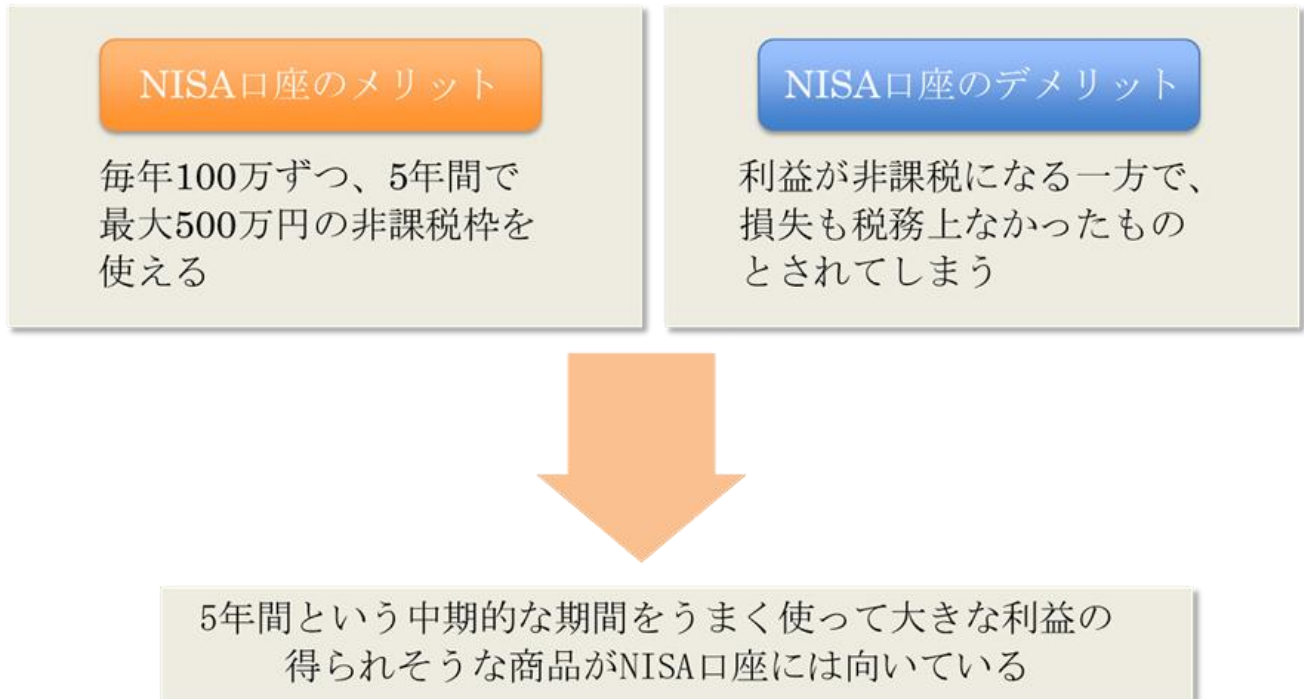 NISA口座のメリット
毎年100万ずつ、5年間で
最大500万円の非課税枠を
使える
NISA口座のデメリット
利益が非課税になる一方で、
損失も税務上なかったもの
とされてしまう
5年間という中期的な期間をうまく使って大きな利益の
得られそうな商品がNISA口座には向いている